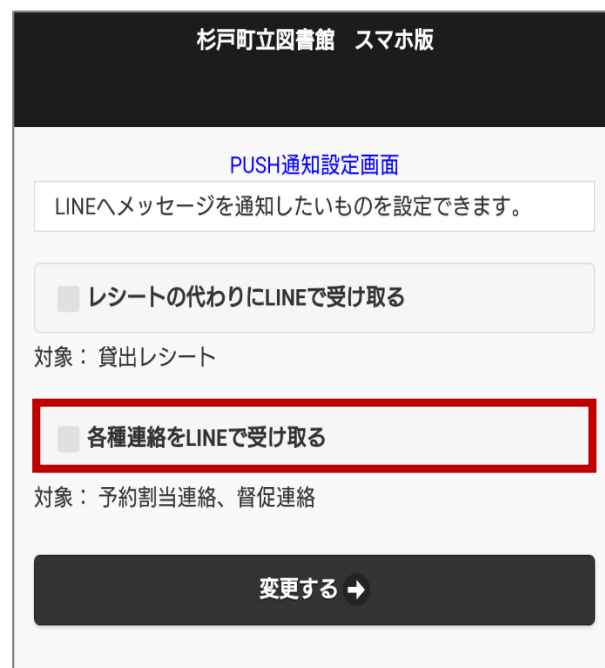 杉戸町立図書館　スマホ版
PUSH通知設定画面
LINEへメッセージを通知したいものを設定できます。
レシートの代わりにLINEで受け取る
対象： 貸出レシート
各種連絡をLINEで受け取る
対象： 予約割当連絡、督促連絡
変更する